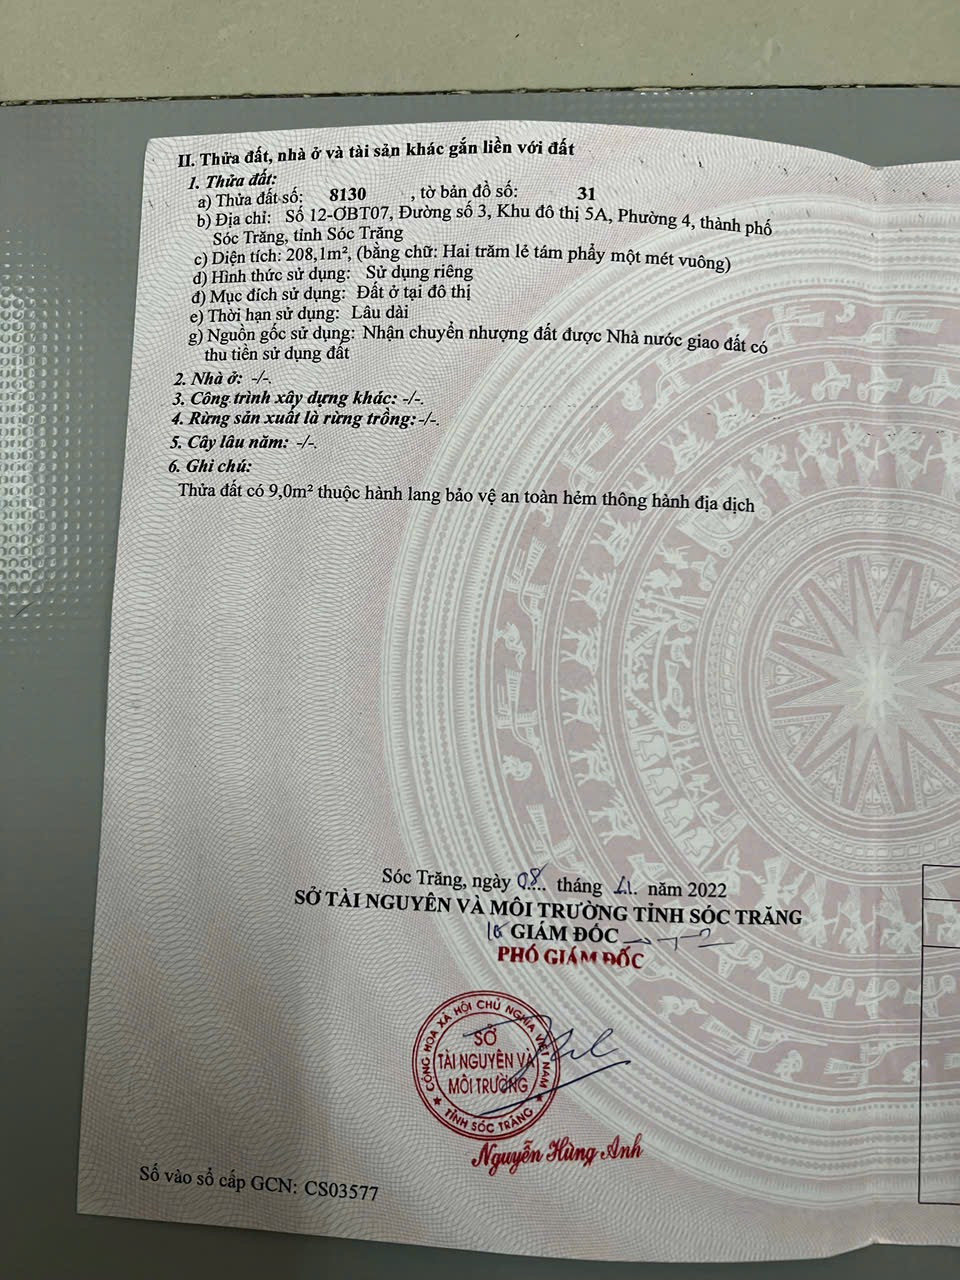 II. Thửa đất, nhà ở và tài sản khác gắn liền với đất
1. Thửa đất:
a) Thửa đất số: 8130 , tờ bản đồ số: 31
b) Địa chỉ: Số 12-ƠBT07, Đường số 3, Khu đô thị 5A, Phường 4, thành phố
Sóc Trăng, tỉnh Sóc Trăng
c) Diện tích: 208,1m², (bằng chữ: Hai trăm lẻ tám phẩy một mét vuông)
d) Hình thức sử dụng: Sử dụng riêng
đ) Mục đích sử dụng: Đất ở tại đô thị
e) Thời hạn sử dụng: Lâu dài
g) Nguồn gốc sử dụng: Nhận chuyển nhượng đất được Nhà nước giao đất có
thu tiền sử dụng đất
2. Nhà ở: -/-.
3. Công trình xây dựng khác: -/-.
4. Rừng sản xuất là rừng trồng: -/-.
5. Cây lâu năm: -/-.
6. Ghi chú:
Thửa đất có 9,0m² thuộc hành lang bảo vệ an toàn hẻm thông hành địa dịch
Sóc Trăng, ngày 08 tháng 11 năm 2022
SỞ TÀI NGUYÊN VÀ MÔI TRƯỜNG TỈNH SÓC TRĂNG
GIÁM ĐỐC
PHÓ GIÁM ĐỐC
CỘNG HÒA XÃ HỘI CHỦ NGHĨA VIỆT NAM
SỞ
TÀI NGUYÊN VÀ
MÔI TRƯỜNG
TỈNH SÓC TRĂNG
Nguyễn Hùng Anh
Số vào sổ cấp GCN: CS03577